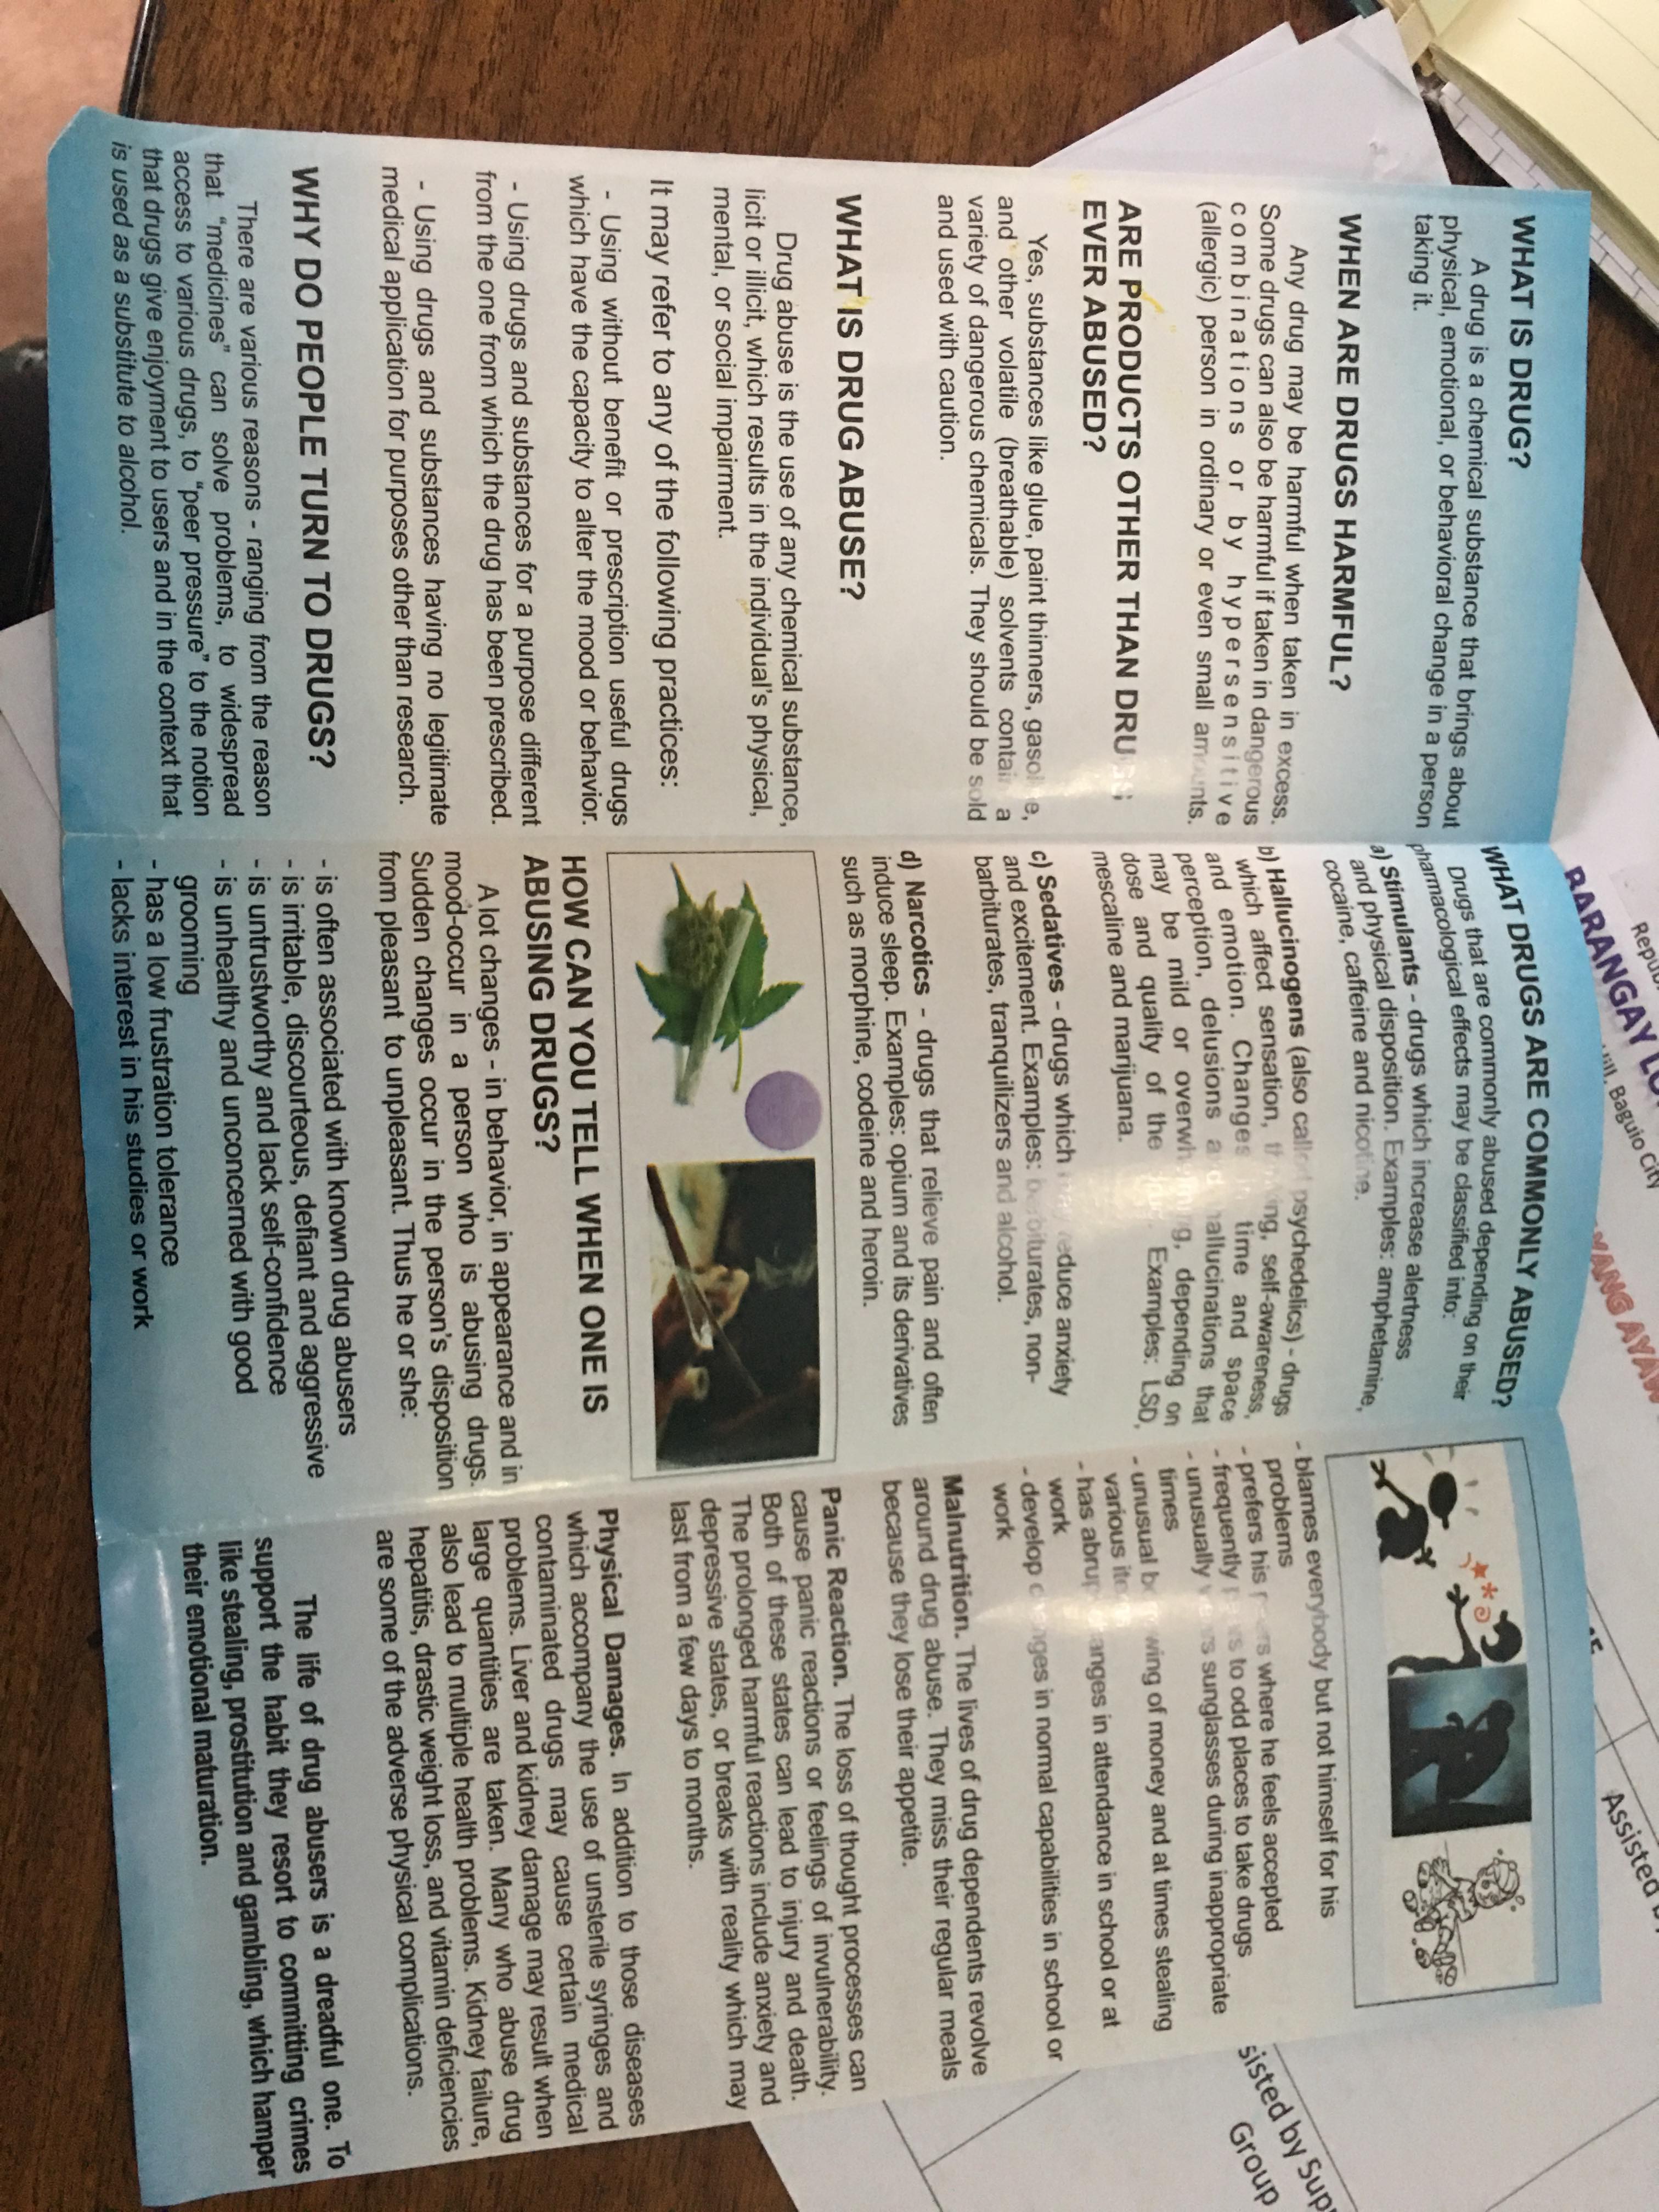 WHAT IS DRUG?
A drug is a chemical substance that brings about
physical, emotional, or behavioral change in a person
taking it.
WHEN ARE DRUGS HARMFUL?
Any drug may be harmful when taken in excess.
Some drugs can also be harmful if taken in dangerous
combinations or by hypersensitive
(allergic) person in ordinary or even small amounts.
ARE PRODUCTS OTHER THAN DRUGS
EVER ABUSED?
Yes, substances like glue, paint thinners, gasoline,
and other volatile (breathable) solvents contain a
variety of dangerous chemicals. They should be sold
and used with caution.
WHAT IS DRUG ABUSE?
Drug abuse is the use of any chemical substance,
licit or illicit, which results in the individual's physical,
mental, or social impairment.
It may refer to any of the following practices:
- Using without benefit or prescription useful drugs
which have the capacity to alter the mood or behavior.
- Using drugs and substances for a purpose different
from the one from which the drug has been prescribed.
- Using drugs and substances having no legitimate
medical application for purposes other than research.
WHY DO PEOPLE TURN TO DRUGS?
There are various reasons - ranging from the reason
that "medicines" can solve problems, to widespread
access to various drugs, to "peer pressure" to the notion
that drugs give enjoyment to users and in the context that
is used as a substitute to alcohol.
WHAT DRUGS ARE COMMONLY ABUSED?
Drugs that are commonly abused depending on their
pharmacological effects may be classified into:
a) Stimulants - drugs which increase alertness
and physical disposition. Examples: amphetamine,
cocaine, caffeine and nicotine.
b) Hallucinogens (also called psychedelics) - drugs
which affect sensation, thinking, self-awareness,
and emotion. Changes in time and space
perception, delusions and hallucinations that
may be mild or overwhelming, depending on
dose and quality of the Examples: LSD,
mescaline and marijuana.
c) Sedatives - drugs which may reduce anxiety
and excitement. Examples: barbiturates, non-
barbiturates, tranquilizers and alcohol.
d) Narcotics - drugs that relieve pain and often
induce sleep. Examples: opium and its derivatives
such as morphine, codeine and heroin.
HOW CAN YOU TELL WHEN ONE IS
ABUSING DRUGS?
A lot changes - in behavior, in appearance and in
mood-occur in a person who is abusing drugs.
Sudden changes occur in the person's disposition
from pleasant to unpleasant. Thus he or she:
- is often associated with known drug abusers
- is irritable, discourteous, defiant and aggressive
- is untrustworthy and lack self-confidence
- is unhealthy and unconcerned with good
grooming
- has a low frustration tolerance
- lacks interest in his studies or work
- blames everybody but not himself for his
problems
- prefers his peers where he feels accepted
- frequently goes to odd places to take drugs
- unusually wears sunglasses during inappropriate
times
- unusual borrowing of money and at times stealing
various items
- has abrupt changes in attendance in school or at
work
- develop changes in normal capabilities in school or
work
Malnutrition. The lives of drug dependents revolve
around drug abuse. They miss their regular meals
because they lose their appetite.
Panic Reaction. The loss of thought processes can
cause panic reactions or feelings of invulnerability.
Both of these states can lead to injury and death.
The prolonged harmful reactions include anxiety and
depressive states, or breaks with reality which may
last from a few days to months.
Physical Damages. In addition to those diseases
which accompany the use of unsterile syringes and
contaminated drugs may cause certain medical
problems. Liver and kidney damage may result when
large quantities are taken. Many who abuse drug
also lead to multiple health problems. Kidney failure,
hepatitis, drastic weight loss, and vitamin deficiencies
are some of the adverse physical complications.
The life of drug abusers is a dreadful one. To
support the habit they resort to committing crimes
like stealing, prostitution and gambling, which hamper
their emotional maturation.
BARANGAY
Hill, Baguio City
Assisted
Group